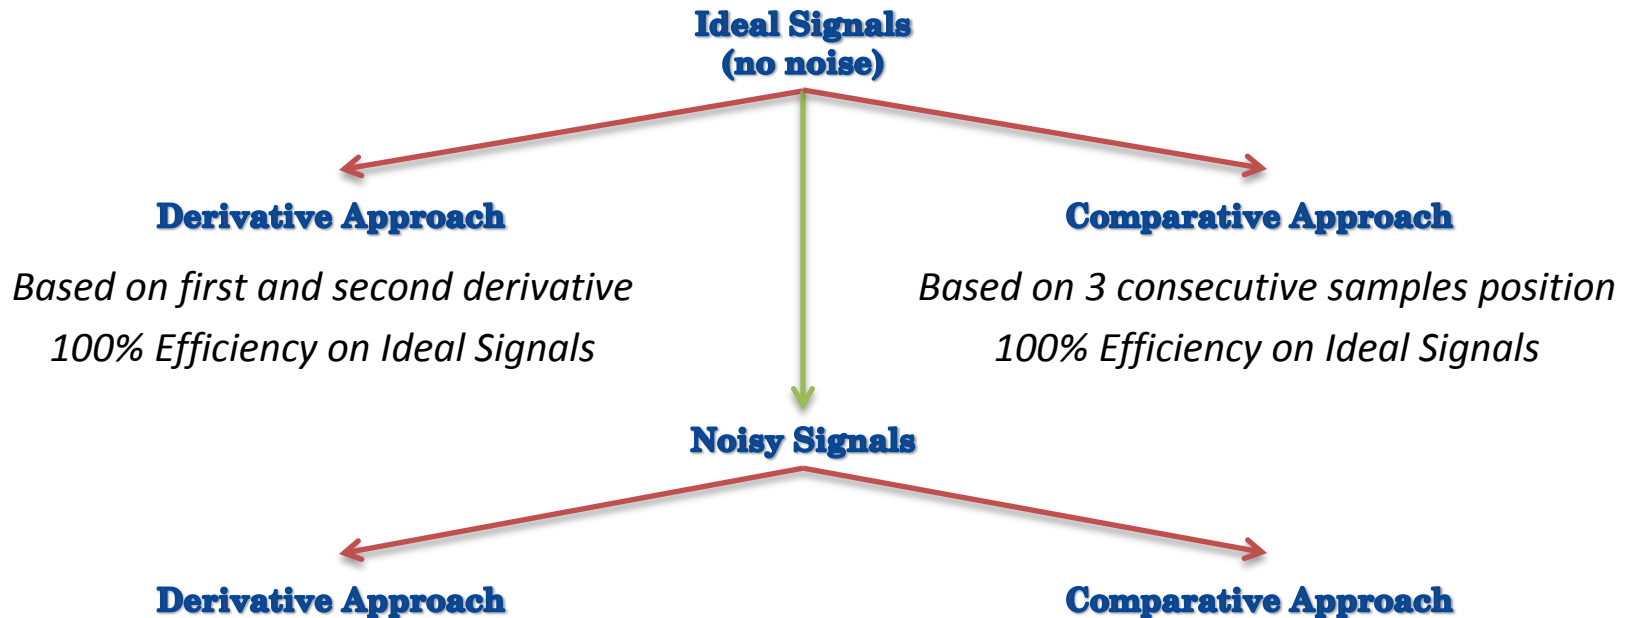 Ideal Signals
(no noise)
Derivative Approach
Based on first and second derivative
100% Efficiency on Ideal Signals
Comparative Approach
Based on 3 consecutive samples position
100% Efficiency on Ideal Signals
Noisy Signals
Derivative Approach
Comparative Approach